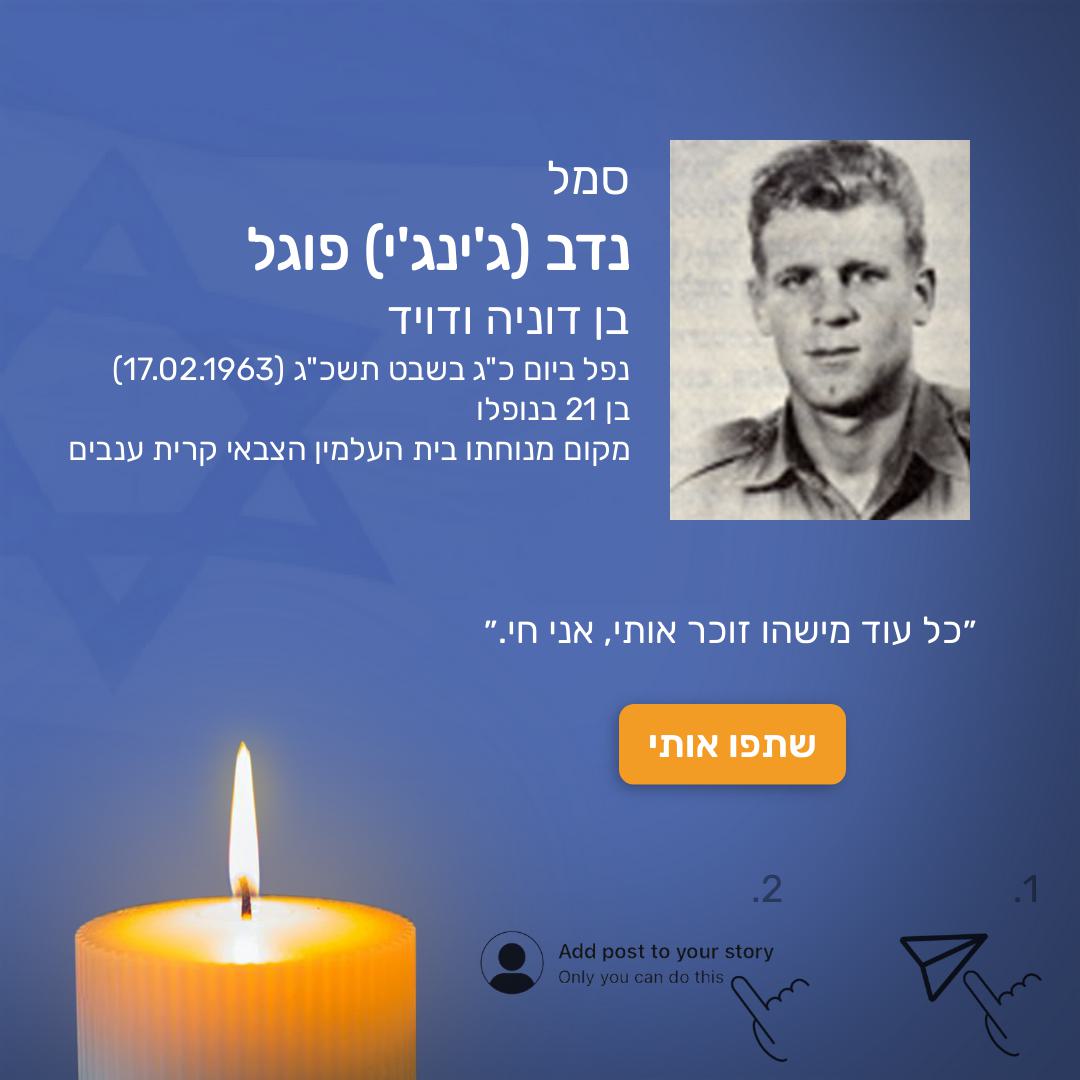 סמל
נדב (ג'ינג'י) פוגל
בן דוניה ודויד
נפל ביום כ"ג בשבט תשכ"ג (17.02.1963)
בן 21 בנופלו
מקום מנוחתו בית העלמין הצבאי קרית ענבים
״כל עוד מישהו זוכר אותי, אני חי.״
שתפו אותי
1.
2.
Add post to your story
Only you can do this